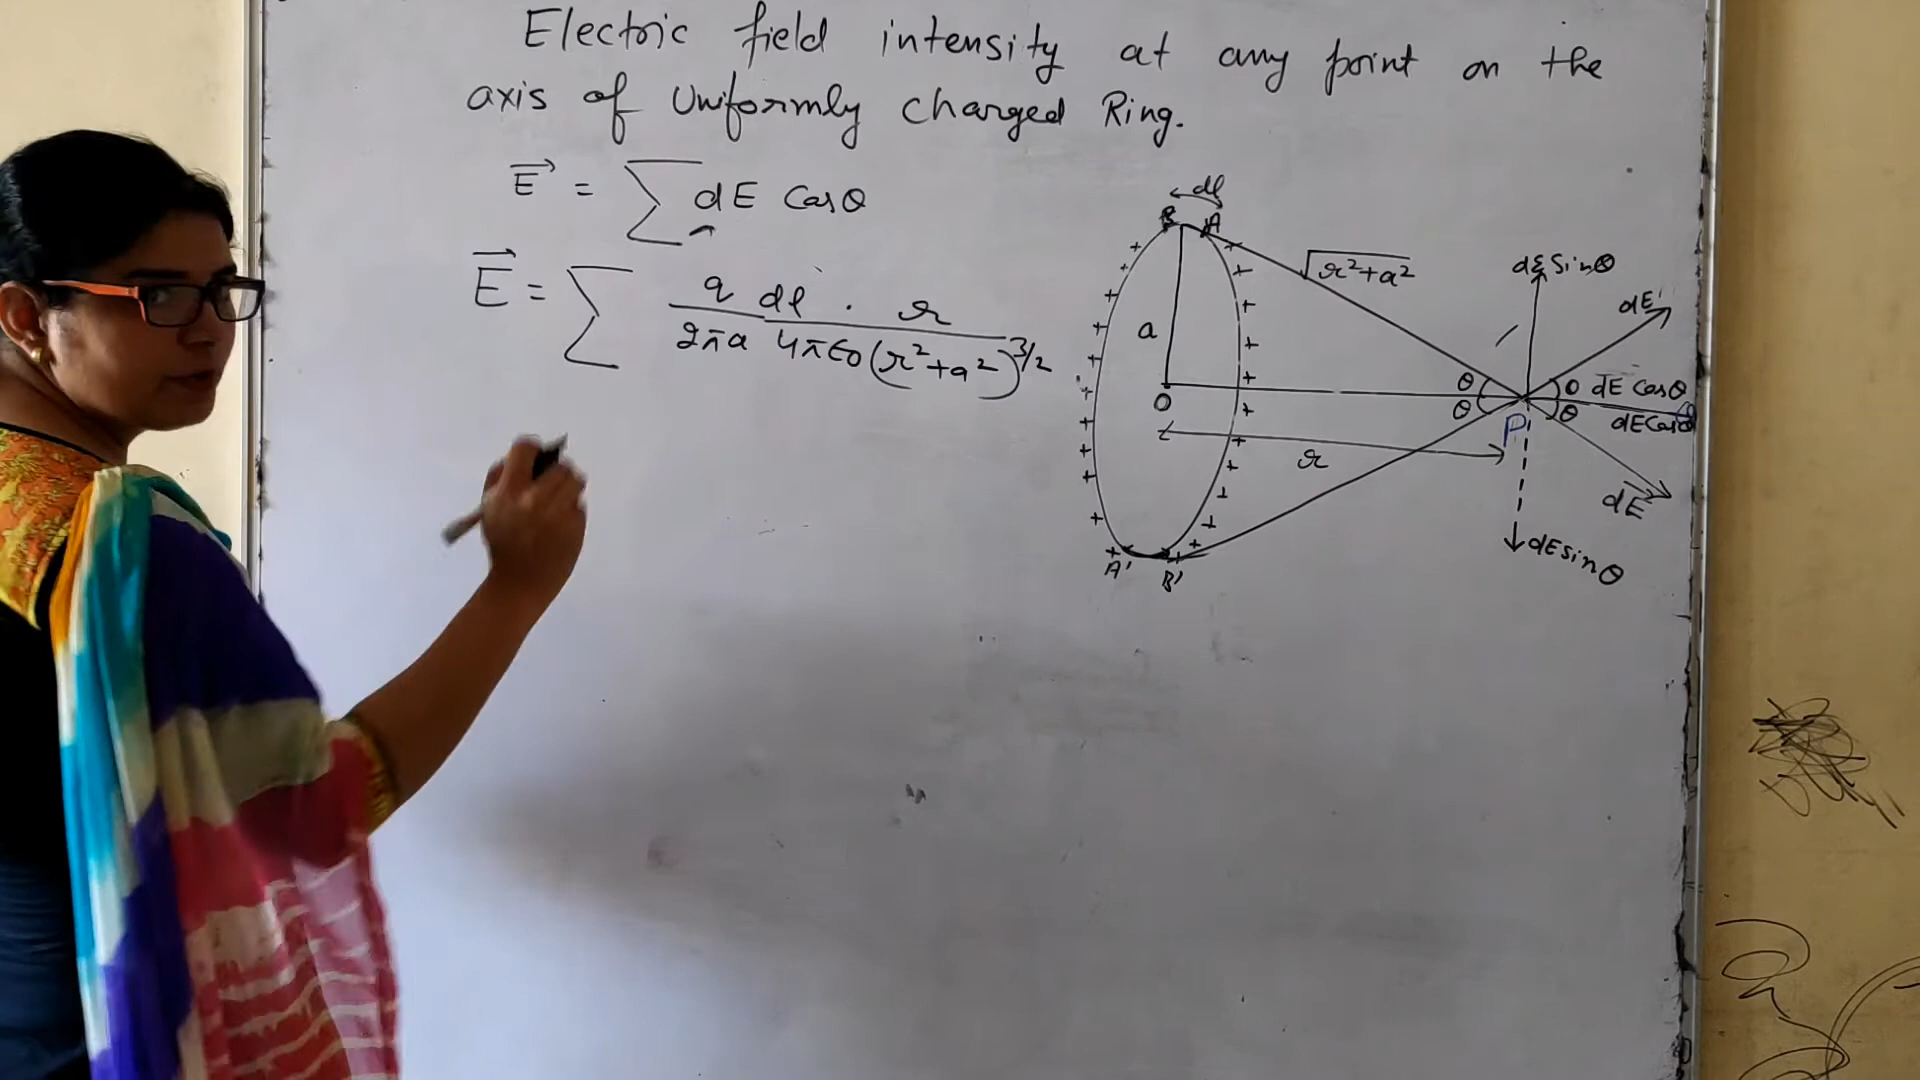 Electric field intensity at any point on the
axis of Uniformly charged Ring.
E⃗ = ∑ dE Cosθ
E⃗ = ∑ q dl . r
2πa 4πε0 (r²+a²)^3/2
dl
B A
√r²+a²
a
O
r
θ
θ
P
dE Sinθ
dE'
θ dE Cosθ
θ dE Cosθ
dE⃗
dE sinθ
A' B'